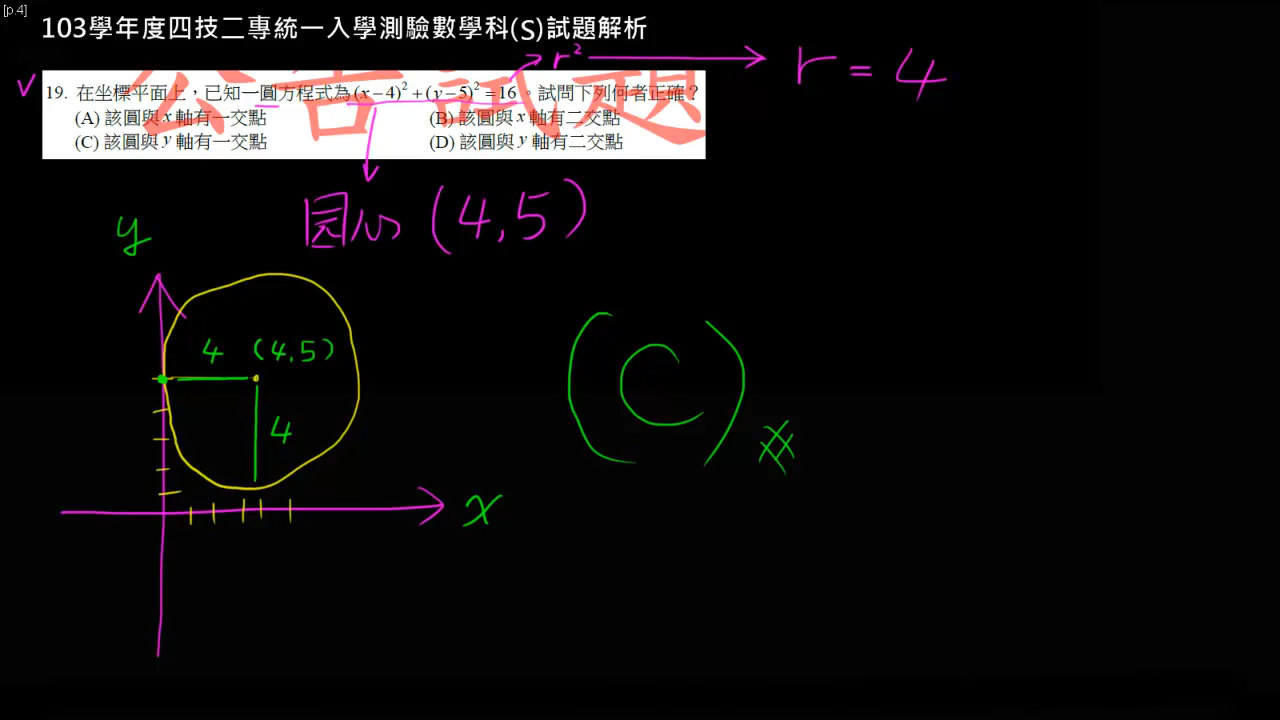 [p.4]
103學年度四技二專統一入學測驗數學科(S)試題解析
r² → r = 4
公告試題
19. 在坐標平面上,已知一圓方程式為 (x−4)²+(y−5)²=16。試問下列何者正確?
(A) 該圓與 x 軸有一交點 (B) 該圓與 x 軸有二交點
(C) 該圓與 y 軸有一交點 (D) 該圓與 y 軸有二交點
圓心 (4,5)
y
4 (4,5)
(C)
4
x